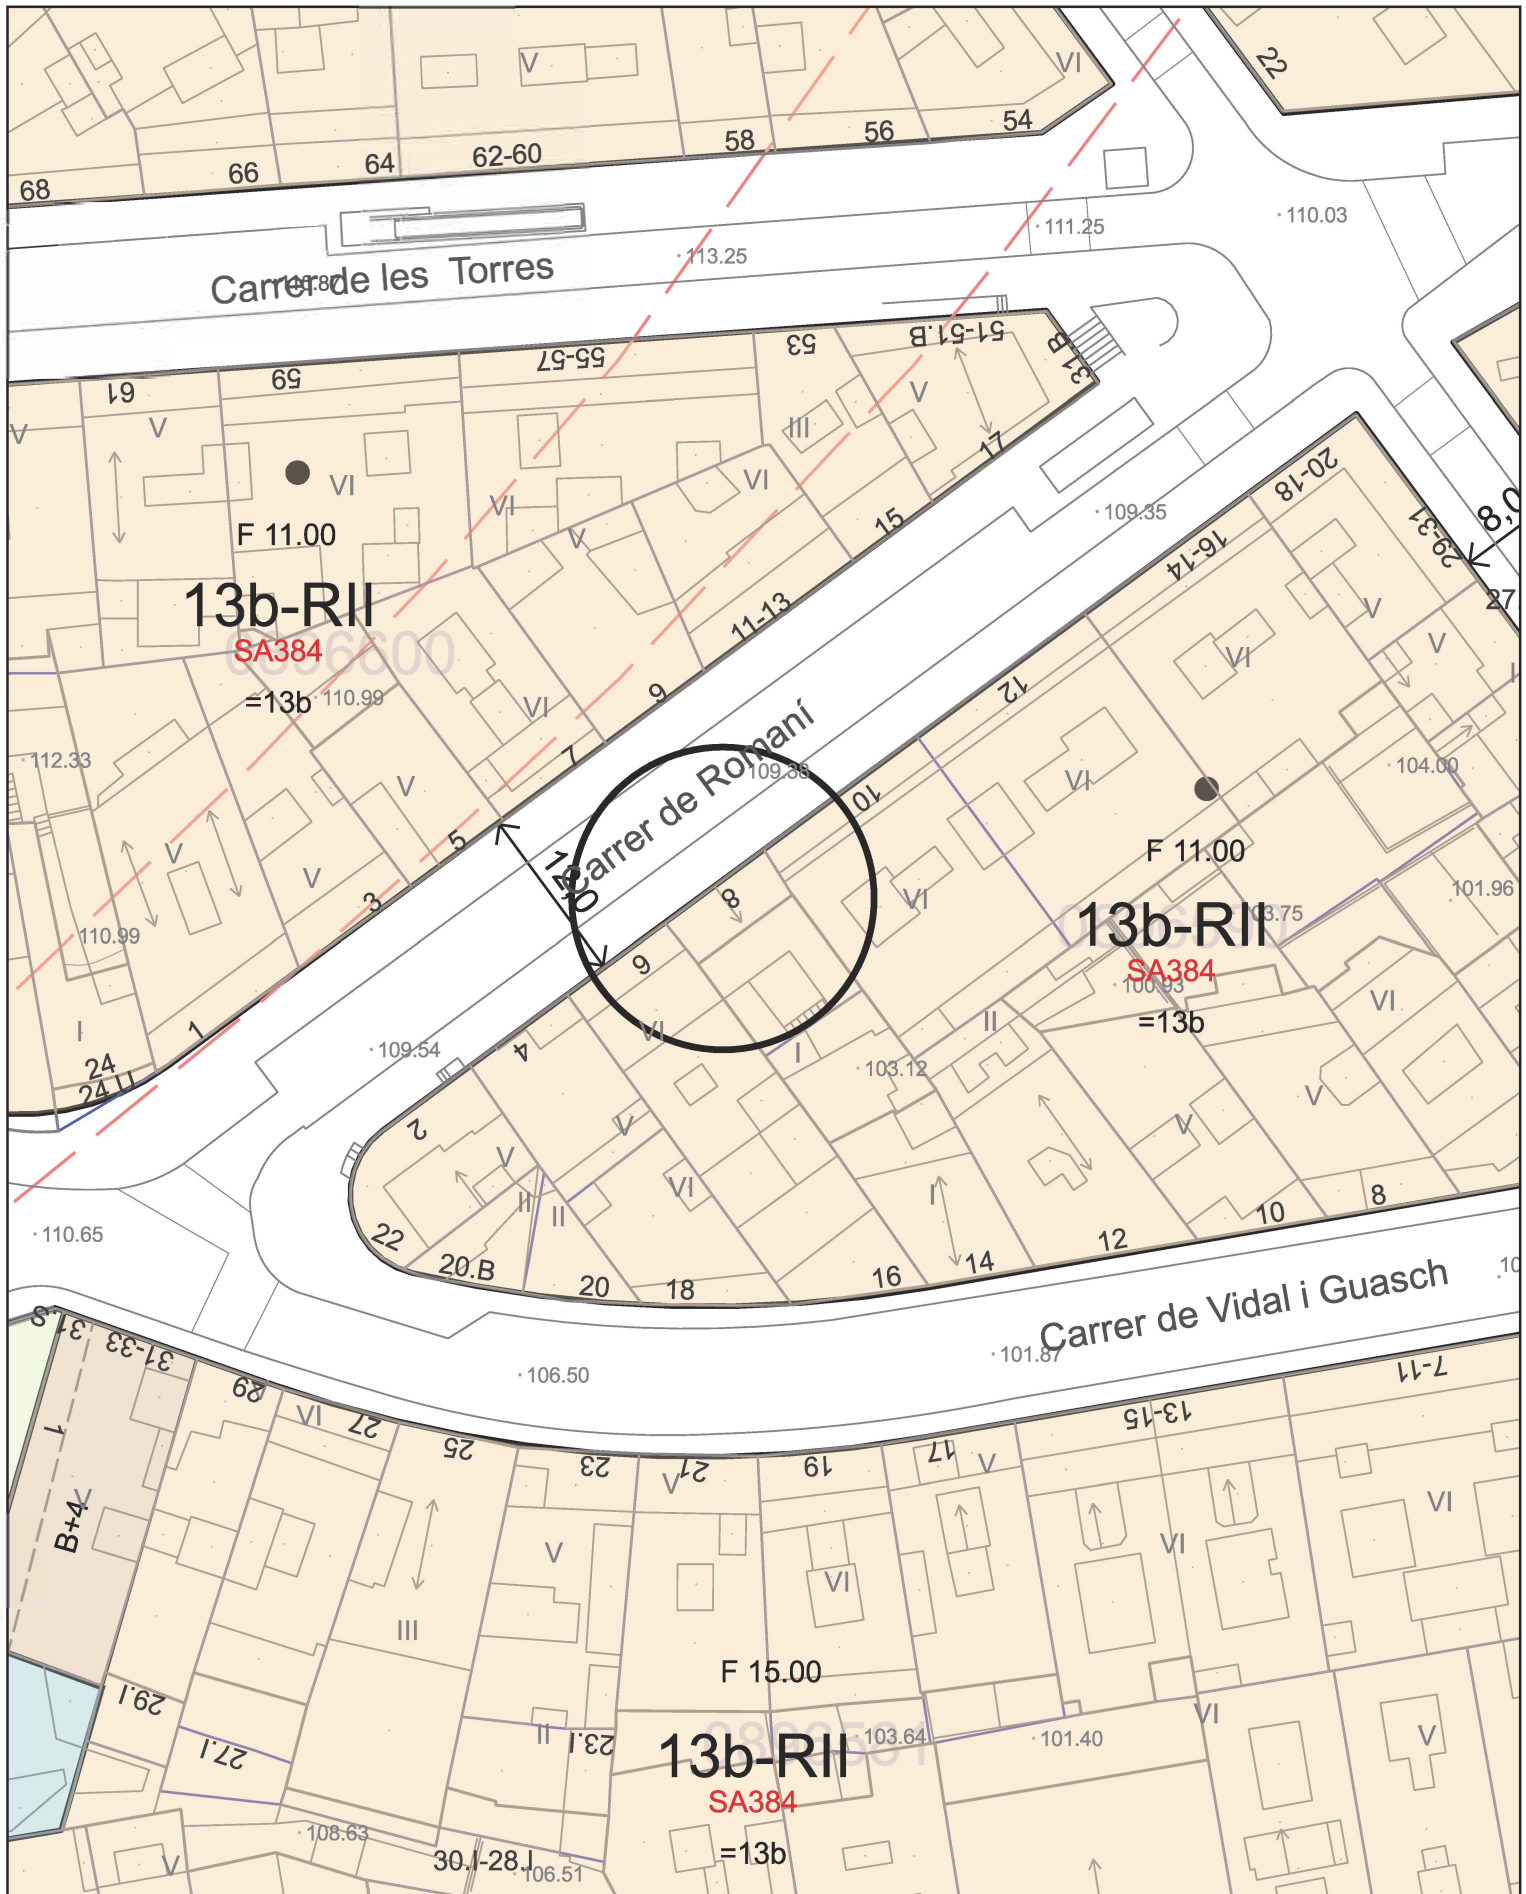 V
VI
22
54
56
58
62-60
64
66
68
110.03
111.25
113.25
Carrer de les Torres
51-51.B
31.B
53
55-57
59
61
V
V
V
III
17
VI
VI
VI
V
15
109.35
20-18
29-31
8,0
16-14
27
F 11.00
13b-RII
SA384
=13b
110.99
11-13
9
VI
7
12
V
V
VI
112.33
V
5
V
V
3
110.99
Carrer de Romaní
109.38
12,0
10
VI
104.00
F 11.00
13b-RII
SA384
=13b
101.96
03.75
100.93
8
VI
6
VI
I
II
VI
I
1
24
24.U
109.54
4
103.12
V
V
2
V
V
VI
II
II
I
8
10
12
14
16
18
20
20.B
22
110.65
Carrer de Vidal i Guasch
101.87
106.50
31.S
31-33
29
VI
27
25
23
21
V
19
17
V
13-15
7-11
1
B+4
V
V
III
VI
VI
VI
F 15.00
13b-RII
SA384
=13b
29.I
27.I
II
23.I
103.64
101.40
VI
V
108.63
V
30.I-28.I
106.51